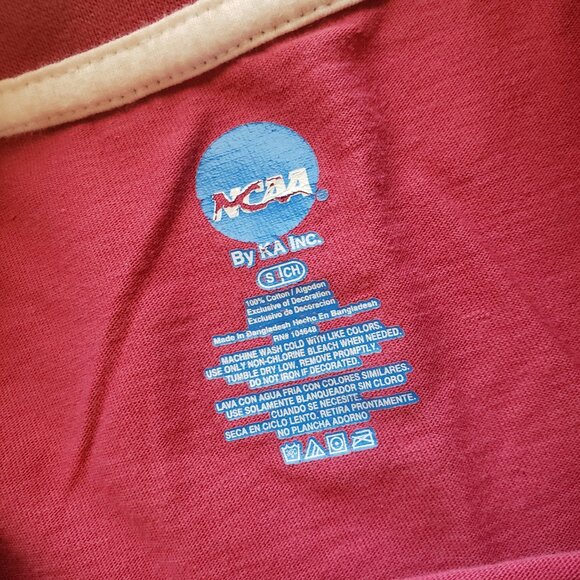 NCAA®
By KA Inc.
S CH
100% Cotton / Algodon
Exclusive of Decoration
Exclusivo de Decoracion
Made In Bangladesh Hecho En Bangladesh
RN# 104648
MACHINE WASH COLD WITH LIKE COLORS.
USE ONLY NON-CHLORINE BLEACH WHEN NEEDED.
TUMBLE DRY LOW. REMOVE PROMPTLY.
DO NOT IRON IF DECORATED.
LAVA CON AGUA FRIA CON COLORES SIMILARES.
USE SOLAMENTE BLANQUEADOR SIN CLORO
CUANDO SE NECESITE.
SECA EN CICLO LENTO. RETIRA PRONTAMENTE.
NO PLANCHA ADORNO